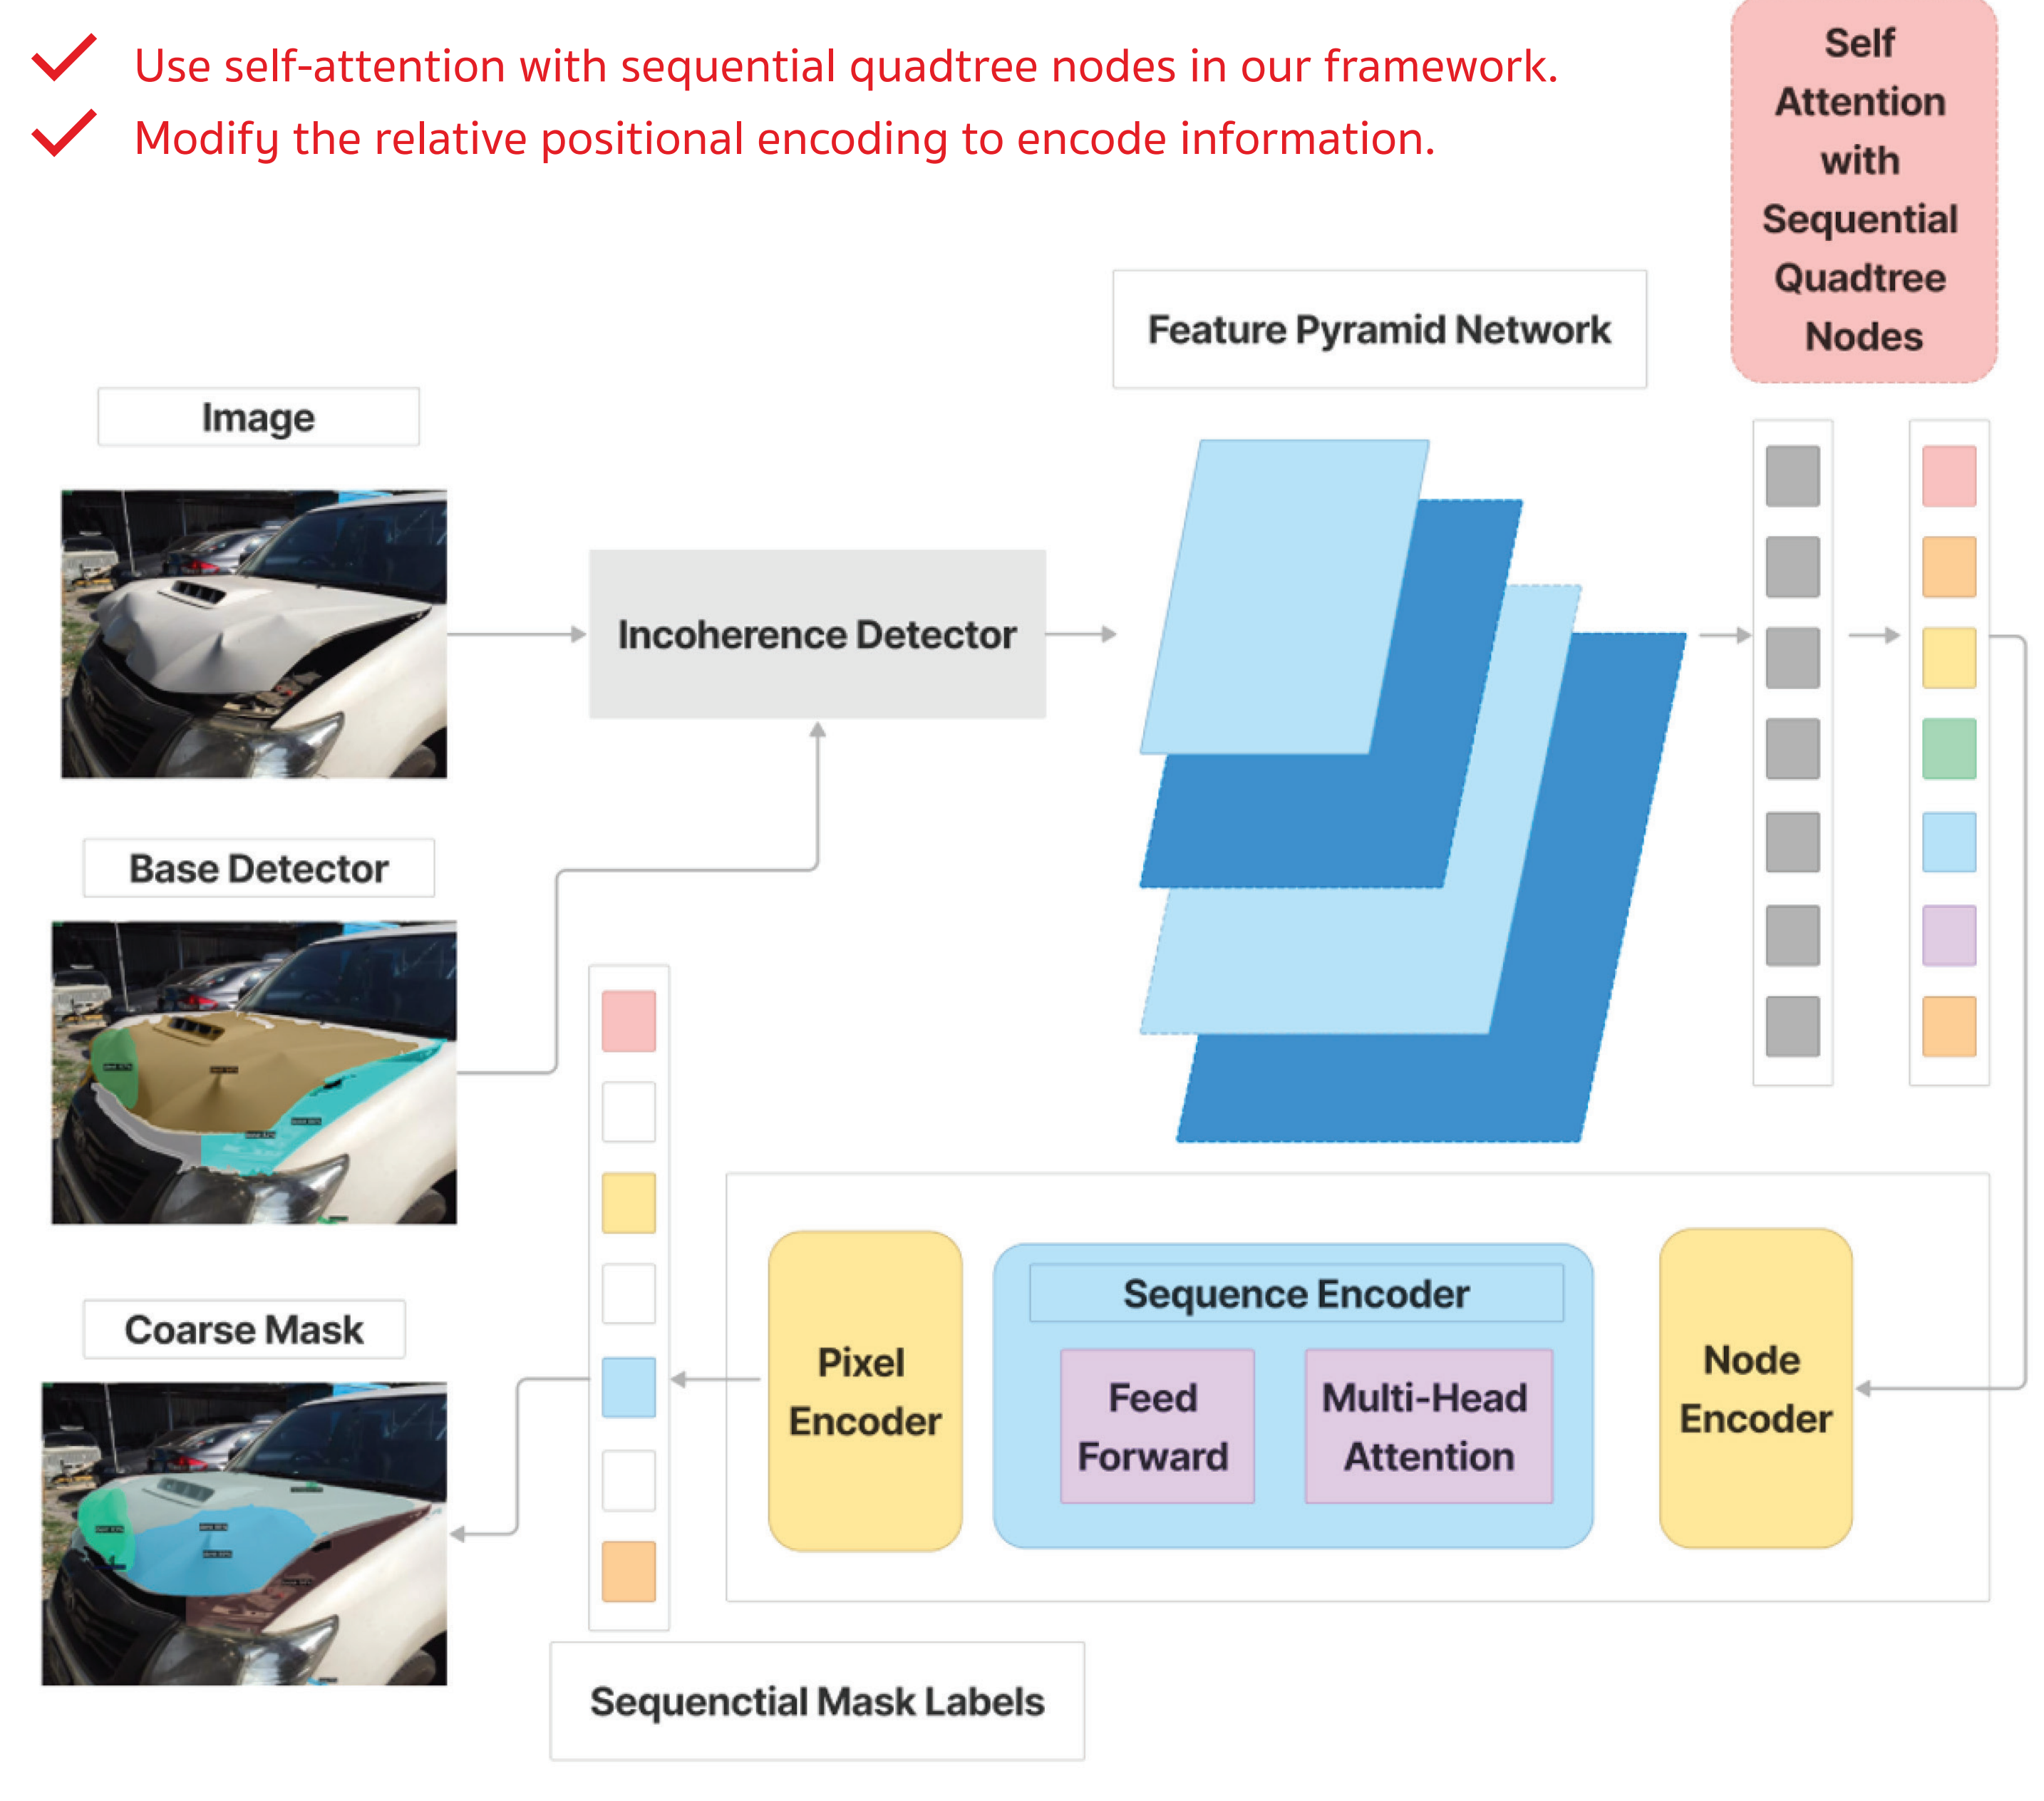 Use self-attention with sequential quadtree nodes in our framework.
Modify the relative positional encoding to encode information.
Self
Attention
with
Sequential
Quadtree
Nodes
Feature Pyramid Network
Image
Incoherence Detector
Base Detector
Coarse Mask
Pixel
Encoder
Sequence Encoder
Feed
Forward
Multi-Head
Attention
Node
Encoder
Sequenctial Mask Labels